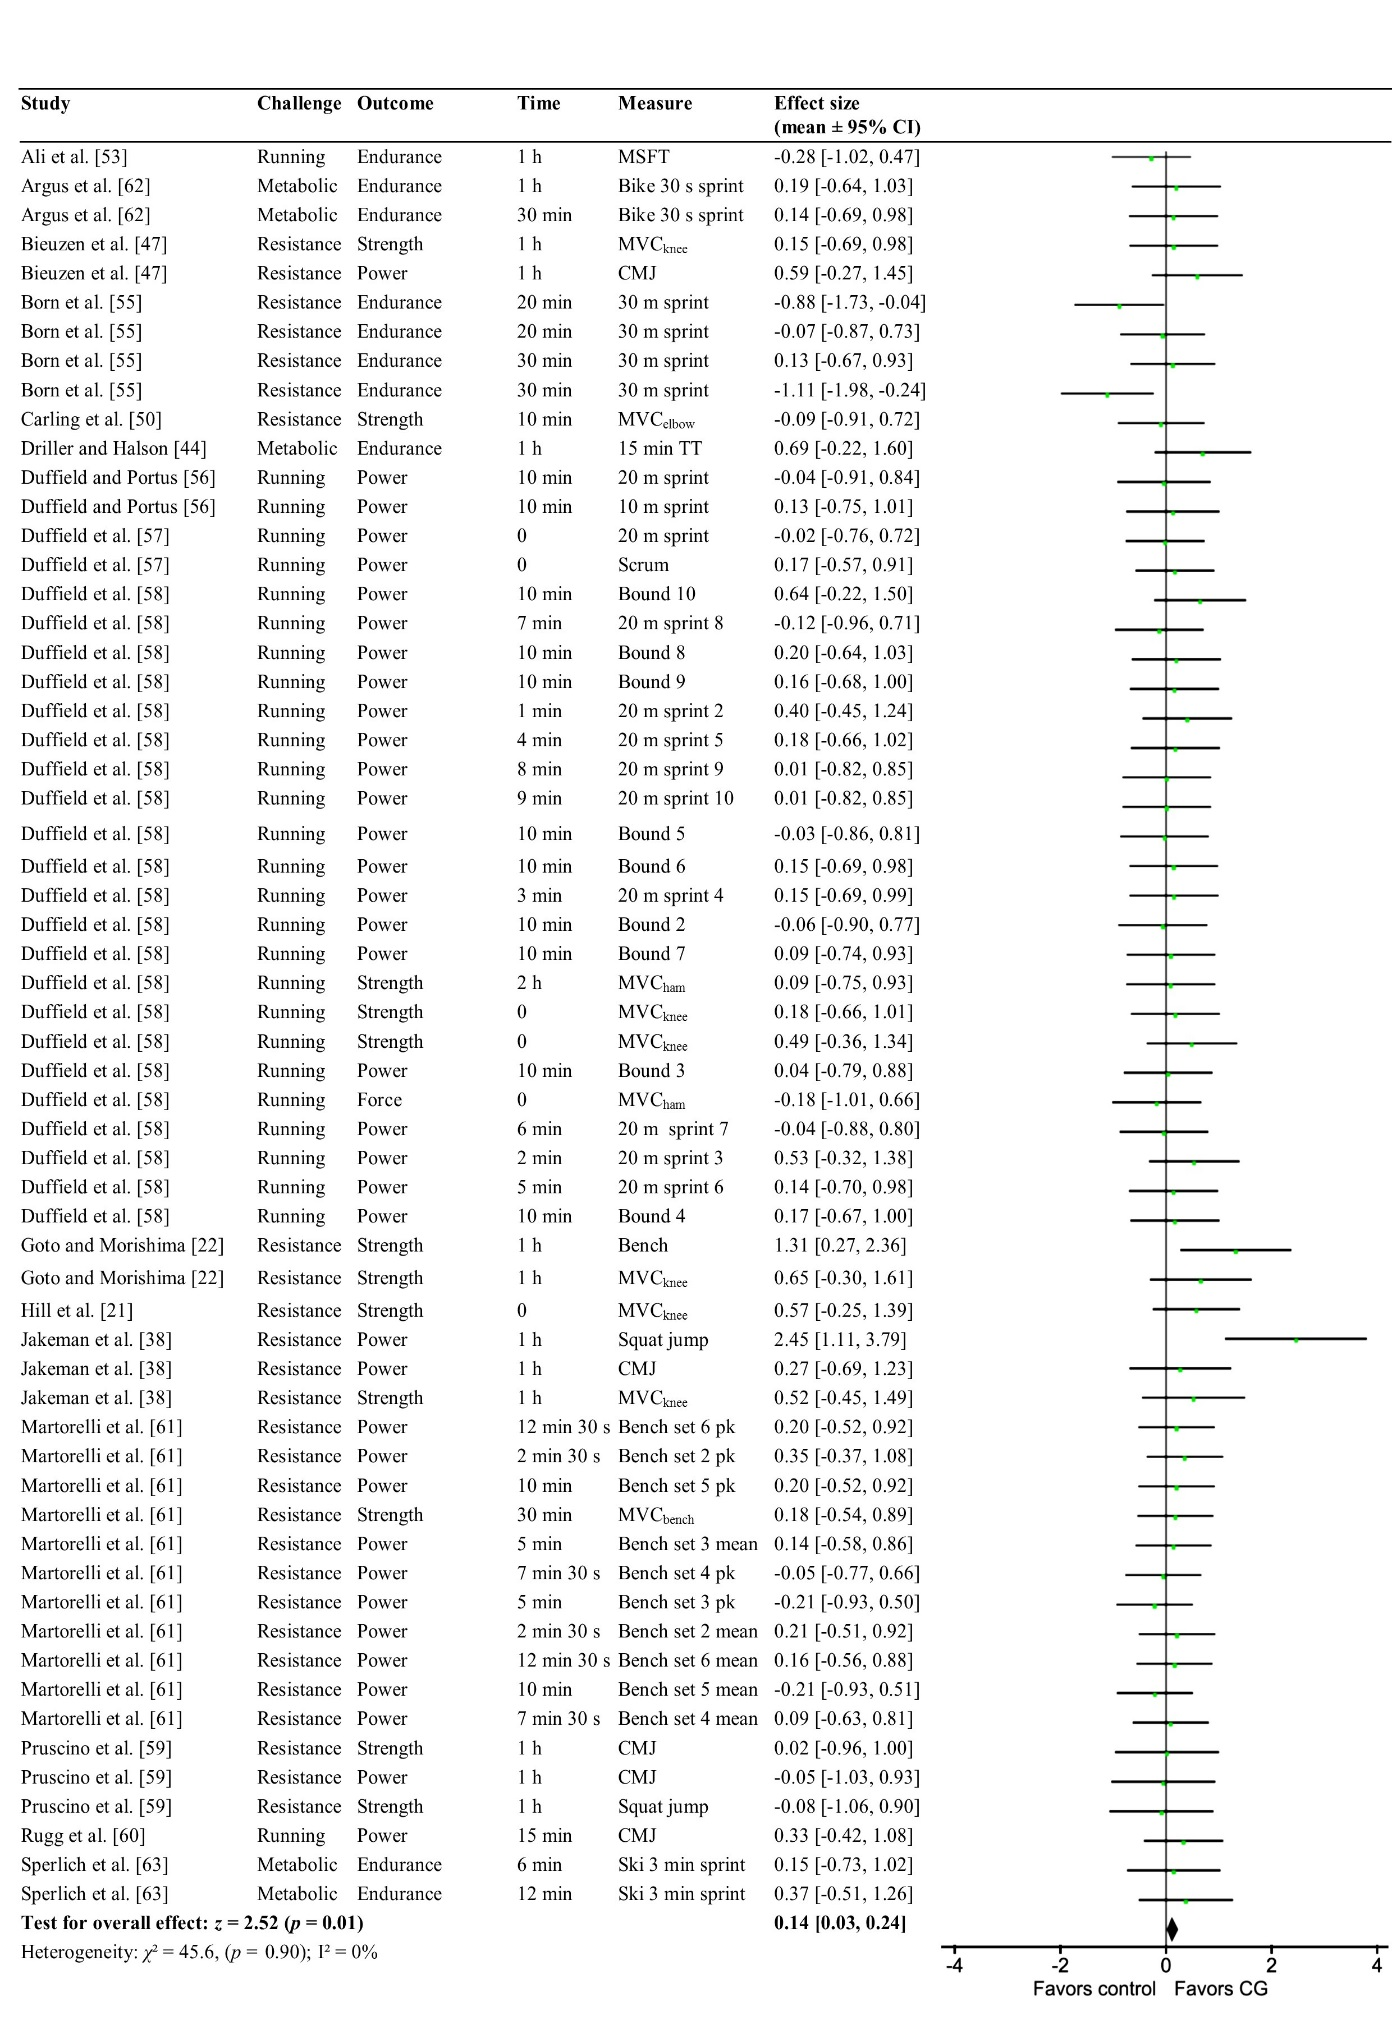 Study Challenge Outcome Time Measure Effect size
(mean ± 95% CI)
Ali et al. [53] Running Endurance 1 h MSFT -0.28 [-1.02, 0.47]
Argus et al. [62] Metabolic Endurance 1 h Bike 30 s sprint 0.19 [-0.64, 1.03]
Argus et al. [62] Metabolic Endurance 30 min Bike 30 s sprint 0.14 [-0.69, 0.98]
Bieuzen et al. [47] Resistance Strength 1 h MVCknee 0.15 [-0.69, 0.98]
Bieuzen et al. [47] Resistance Power 1 h CMJ 0.59 [-0.27, 1.45]
Born et al. [55] Resistance Endurance 20 min 30 m sprint -0.88 [-1.73, -0.04]
Born et al. [55] Resistance Endurance 20 min 30 m sprint -0.07 [-0.87, 0.73]
Born et al. [55] Resistance Endurance 30 min 30 m sprint 0.13 [-0.67, 0.93]
Born et al. [55] Resistance Endurance 30 min 30 m sprint -1.11 [-1.98, -0.24]
Carling et al. [50] Resistance Strength 10 min MVCelbow -0.09 [-0.91, 0.72]
Driller and Halson [44] Metabolic Endurance 1 h 15 min TT 0.69 [-0.22, 1.60]
Duffield and Portus [56] Running Power 10 min 20 m sprint -0.04 [-0.91, 0.84]
Duffield and Portus [56] Running Power 10 min 10 m sprint 0.13 [-0.75, 1.01]
Duffield et al. [57] Running Power 0 20 m sprint -0.02 [-0.76, 0.72]
Duffield et al. [57] Running Power 0 Scrum 0.17 [-0.57, 0.91]
Duffield et al. [58] Running Power 10 min Bound 10 0.64 [-0.22, 1.50]
Duffield et al. [58] Running Power 7 min 20 m sprint 8 -0.12 [-0.96, 0.71]
Duffield et al. [58] Running Power 10 min Bound 8 0.20 [-0.64, 1.03]
Duffield et al. [58] Running Power 10 min Bound 9 0.16 [-0.68, 1.00]
Duffield et al. [58] Running Power 1 min 20 m sprint 2 0.40 [-0.45, 1.24]
Duffield et al. [58] Running Power 4 min 20 m sprint 5 0.18 [-0.66, 1.02]
Duffield et al. [58] Running Power 8 min 20 m sprint 9 0.01 [-0.82, 0.85]
Duffield et al. [58] Running Power 9 min 20 m sprint 10 0.01 [-0.82, 0.85]
Duffield et al. [58] Running Power 10 min Bound 5 -0.03 [-0.86, 0.81]
Duffield et al. [58] Running Power 10 min Bound 6 0.15 [-0.69, 0.98]
Duffield et al. [58] Running Power 3 min 20 m sprint 4 0.15 [-0.69, 0.99]
Duffield et al. [58] Running Power 10 min Bound 2 -0.06 [-0.90, 0.77]
Duffield et al. [58] Running Power 10 min Bound 7 0.09 [-0.74, 0.93]
Duffield et al. [58] Running Strength 2 h MVCham 0.09 [-0.75, 0.93]
Duffield et al. [58] Running Strength 0 MVCknee 0.18 [-0.66, 1.01]
Duffield et al. [58] Running Strength 0 MVCknee 0.49 [-0.36, 1.34]
Duffield et al. [58] Running Power 10 min Bound 3 0.04 [-0.79, 0.88]
Duffield et al. [58] Running Force 0 MVCham -0.18 [-1.01, 0.66]
Duffield et al. [58] Running Power 6 min 20 m sprint 7 -0.04 [-0.88, 0.80]
Duffield et al. [58] Running Power 2 min 20 m sprint 3 0.53 [-0.32, 1.38]
Duffield et al. [58] Running Power 5 min 20 m sprint 6 0.14 [-0.70, 0.98]
Duffield et al. [58] Running Power 10 min Bound 4 0.17 [-0.67, 1.00]
Goto and Morishima [22] Resistance Strength 1 h Bench 1.31 [0.27, 2.36]
Goto and Morishima [22] Resistance Strength 1 h MVCknee 0.65 [-0.30, 1.61]
Hill et al. [21] Resistance Strength 0 MVCknee 0.57 [-0.25, 1.39]
Jakeman et al. [38] Resistance Power 1 h Squat jump 2.45 [1.11, 3.79]
Jakeman et al. [38] Resistance Power 1 h CMJ 0.27 [-0.69, 1.23]
Jakeman et al. [38] Resistance Strength 1 h MVCknee 0.52 [-0.45, 1.49]
Martorelli et al. [61] Resistance Power 12 min 30 s Bench set 6 pk 0.20 [-0.52, 0.92]
Martorelli et al. [61] Resistance Power 2 min 30 s Bench set 2 pk 0.35 [-0.37, 1.08]
Martorelli et al. [61] Resistance Power 10 min Bench set 5 pk 0.20 [-0.52, 0.92]
Martorelli et al. [61] Resistance Strength 30 min MVCbench 0.18 [-0.54, 0.89]
Martorelli et al. [61] Resistance Power 5 min Bench set 3 mean 0.14 [-0.58, 0.86]
Martorelli et al. [61] Resistance Power 7 min 30 s Bench set 4 pk -0.05 [-0.77, 0.66]
Martorelli et al. [61] Resistance Power 5 min Bench set 3 pk -0.21 [-0.93, 0.50]
Martorelli et al. [61] Resistance Power 2 min 30 s Bench set 2 mean 0.21 [-0.51, 0.92]
Martorelli et al. [61] Resistance Power 12 min 30 s Bench set 6 mean 0.16 [-0.56, 0.88]
Martorelli et al. [61] Resistance Power 10 min Bench set 5 mean -0.21 [-0.93, 0.51]
Martorelli et al. [61] Resistance Power 7 min 30 s Bench set 4 mean 0.09 [-0.63, 0.81]
Pruscino et al. [59] Resistance Strength 1 h CMJ 0.02 [-0.96, 1.00]
Pruscino et al. [59] Resistance Power 1 h CMJ -0.05 [-1.03, 0.93]
Pruscino et al. [59] Resistance Strength 1 h Squat jump -0.08 [-1.06, 0.90]
Rugg et al. [60] Running Power 15 min CMJ 0.33 [-0.42, 1.08]
Sperlich et al. [63] Metabolic Endurance 6 min Ski 3 min sprint 0.15 [-0.73, 1.02]
Sperlich et al. [63] Metabolic Endurance 12 min Ski 3 min sprint 0.37 [-0.51, 1.26]
Test for overall effect: z = 2.52 (p = 0.01) 0.14 [0.03, 0.24]
Heterogeneity: χ² = 45.6, (p = 0.90); I² = 0%
-4 -2 0 2 4
Favors control Favors CG